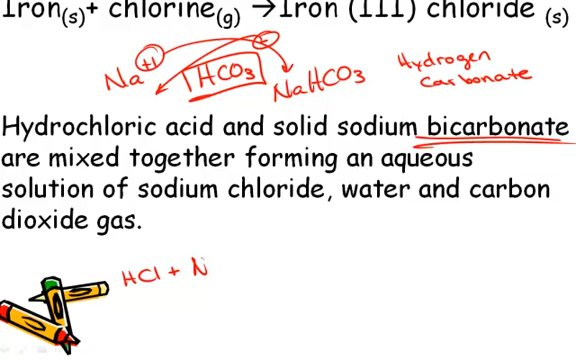 Iron(s)+ chlorine(g) →Iron (III) chloride (s)
Na +1 HCO3 NaHCO3 Hydrogen
Carbonate
Hydrochloric acid and solid sodium bicarbonate
are mixed together forming an aqueous
solution of sodium chloride, water and carbon
dioxide gas.
HCl + N